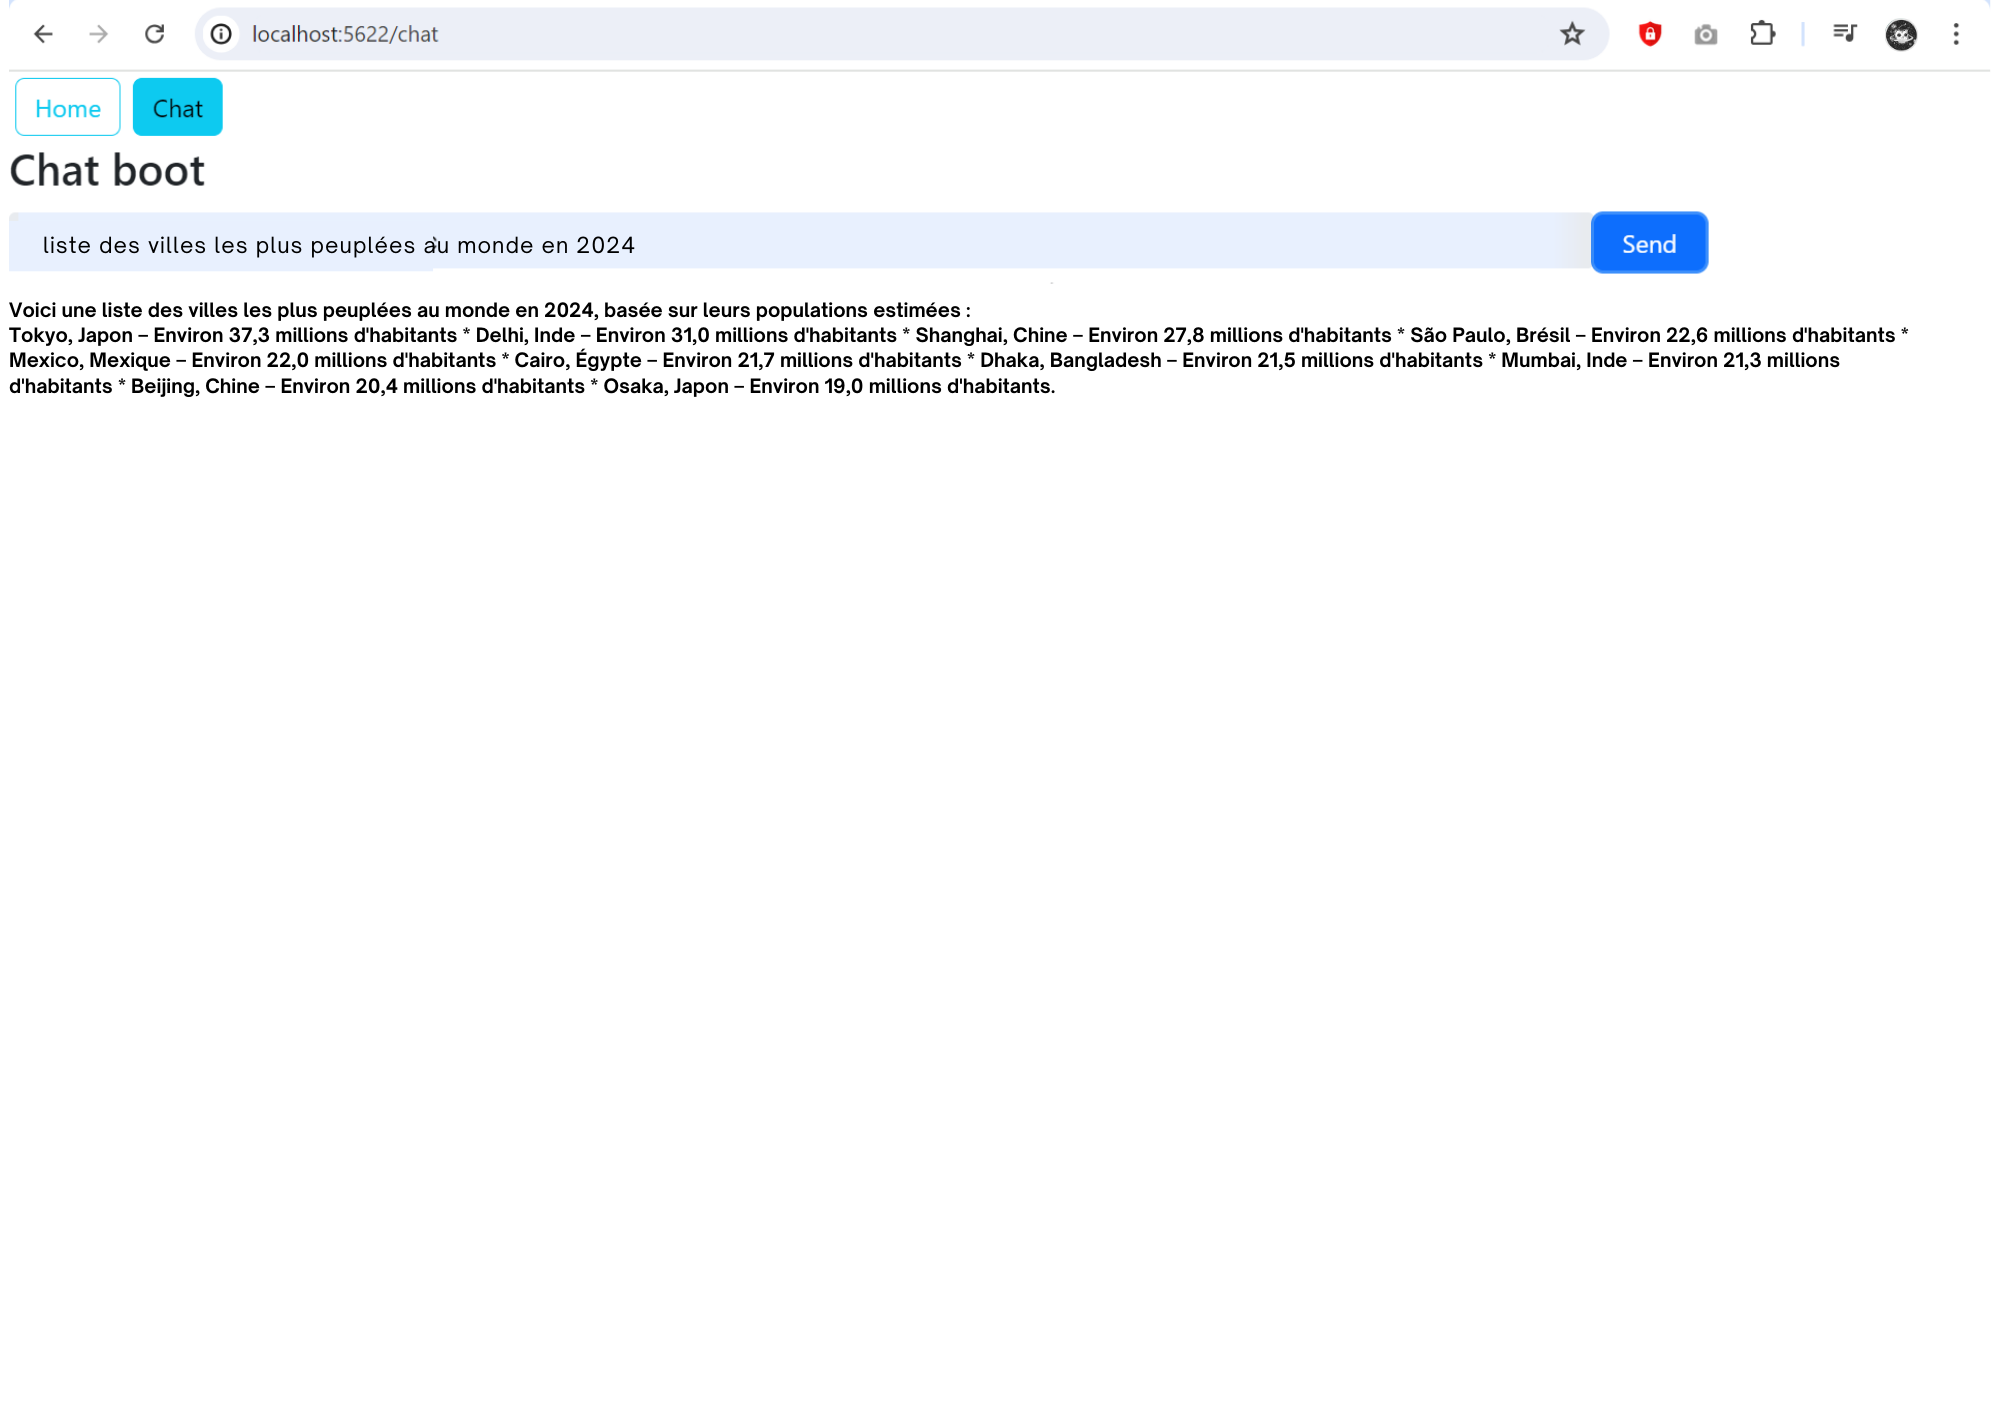 localhost:5622/chat
Home Chat
Chat boot
liste des villes les plus peuplées au monde en 2024 Send
Voici une liste des villes les plus peuplées au monde en 2024, basée sur leurs populations estimées :
Tokyo, Japon – Environ 37,3 millions d'habitants * Delhi, Inde – Environ 31,0 millions d'habitants * Shanghai, Chine – Environ 27,8 millions d'habitants * São Paulo, Brésil – Environ 22,6 millions d'habitants *
Mexico, Mexique – Environ 22,0 millions d'habitants * Cairo, Égypte – Environ 21,7 millions d'habitants * Dhaka, Bangladesh – Environ 21,5 millions d'habitants * Mumbai, Inde – Environ 21,3 millions
d'habitants * Beijing, Chine – Environ 20,4 millions d'habitants * Osaka, Japon – Environ 19,0 millions d'habitants.